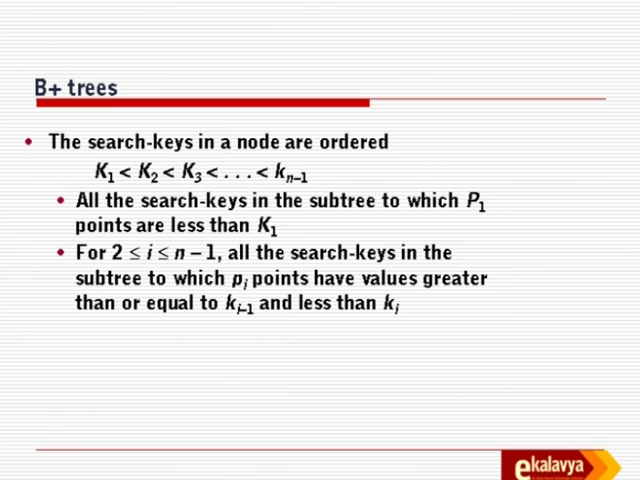 B+ trees
• The search-keys in a node are ordered
K₁ < K₂ < K₃ < . . . < kₙ₋₁
• All the search-keys in the subtree to which P₁
points are less than K₁
• For 2 ≤ i ≤ n – 1, all the search-keys in the
subtree to which pᵢ points have values greater
than or equal to kᵢ₋₁ and less than kᵢ
ekalavya